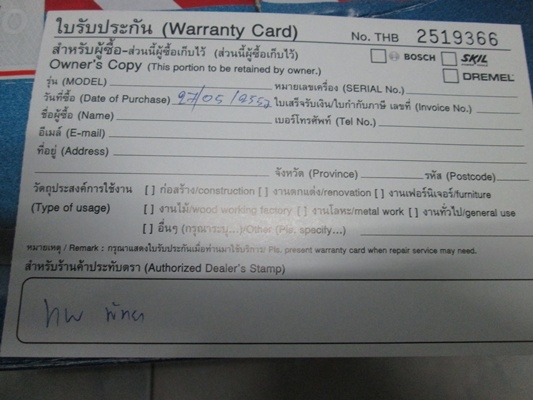 ใบรับประกัน (Warranty Card) No. THB 2519366
สำหรับผู้ซื้อ-ส่วนนี้ผู้ซื้อเก็บไว้ (ส่วนนี้ผู้ซื้อเก็บไว้) BOSCH SKIL
Owner's Copy (This portion to be retained by owner.) DREMEL
รุ่น (MODEL) หมายเลขเครื่อง (SERIAL No.)
วันที่ซื้อ (Date of Purchase) 27/05/2557 ใบเสร็จรับเงิน/ใบกำกับภาษี เลขที่ (Invoice No.)
ชื่อผู้ซื้อ (Name) เบอร์โทรศัพท์ (Tel No.)
อีเมล์ (E-mail)
ที่อยู่ (Address)
จังหวัด (Province) รหัส (Postcode)
วัตถุประสงค์การใช้งาน [ ] ก่อสร้าง/construction [ ] งานตกแต่ง/renovation [ ] งานเฟอร์นิเจอร์/furniture
(Type of usage) [ ] งานไม้/wood working factory [ ] งานโลหะ/metal work [ ] งานทั่วไป/general use
[ ] อื่นๆ (กรุณาระบุ...)/Other (Pls. specify...)
หมายเหตุ / Remark : กรุณาแสดงใบรับประกันเมื่อท่านมาใช้บริการ/ Pls. present warranty card when repair service may need.
สำหรับร้านค้าประทับตรา (Authorized Dealer's Stamp)